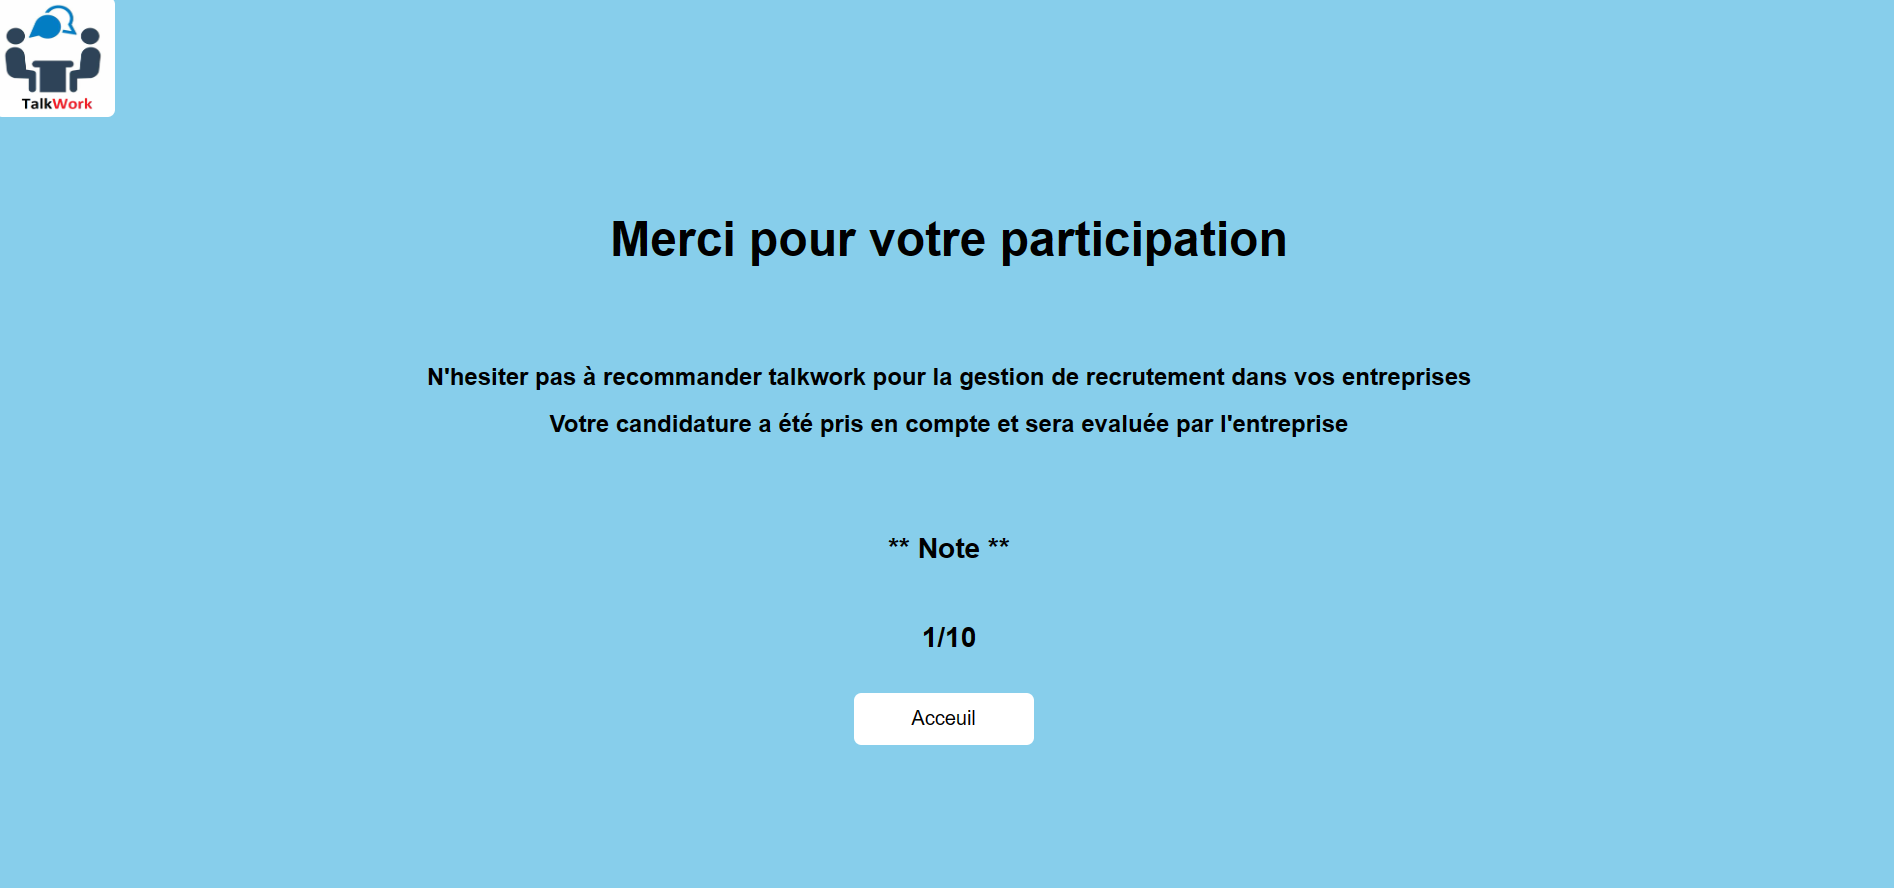 TalkWork
Merci pour votre participation
N'hesiter pas à recommander talkwork pour la gestion de recrutement dans vos entreprises
Votre candidature a été pris en compte et sera evaluée par l'entreprise
** Note **
1/10
Acceuil